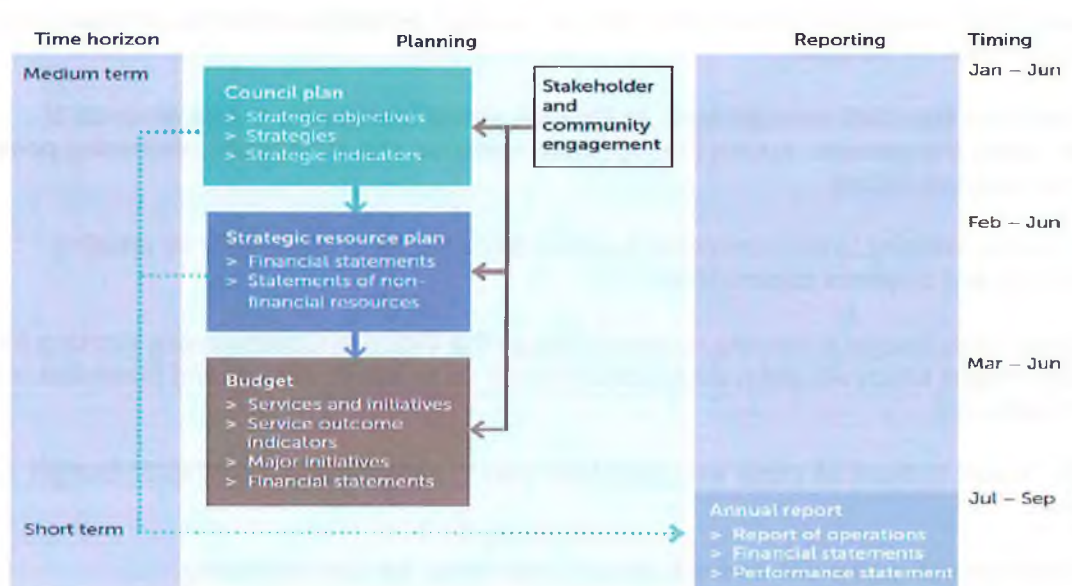 Time horizon
Planning
Reporting
Timing
Medium term
Jan – Jun
Council plan
> Strategic objectives
> Strategies
> Strategic indicators
Stakeholder
and
community
engagement
Feb – Jun
Strategic resource plan
> Financial statements
> Statements of non-
financial resources
Mar – Jun
Budget
> Services and initiatives
> Service outcome
indicators
> Major initiatives
> Financial statements
Jul – Sep
Short term
Annual report
> Report of operations
> Financial statements
> Performance statement